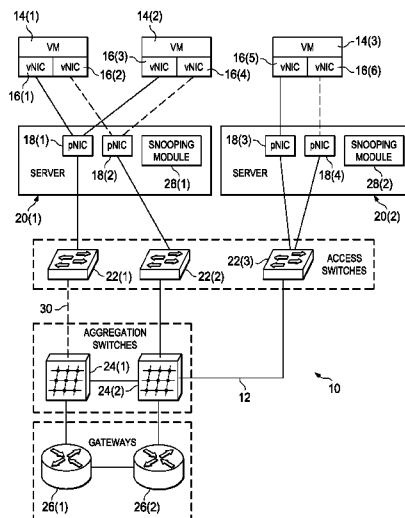 14(1)
14(2)
VM
VM
VM
14(3)
vNIC
vNIC
16(3)
vNIC
vNIC
16(5)
vNIC
vNIC
16(1)
16(2)
16(4)
16(6)
18(1)
pNIC
pNIC
SNOOPING
MODULE
18(3)
pNIC
pNIC
SNOOPING
MODULE
SERVER
18(2)
28(1)
SERVER
18(4)
28(2)
20(1)
20(2)
22(1)
22(2)
22(3)
ACCESS
SWITCHES
30
AGGREGATION
SWITCHES
24(1)
24(2)
12
10
GATEWAYS
26(1)
26(2)